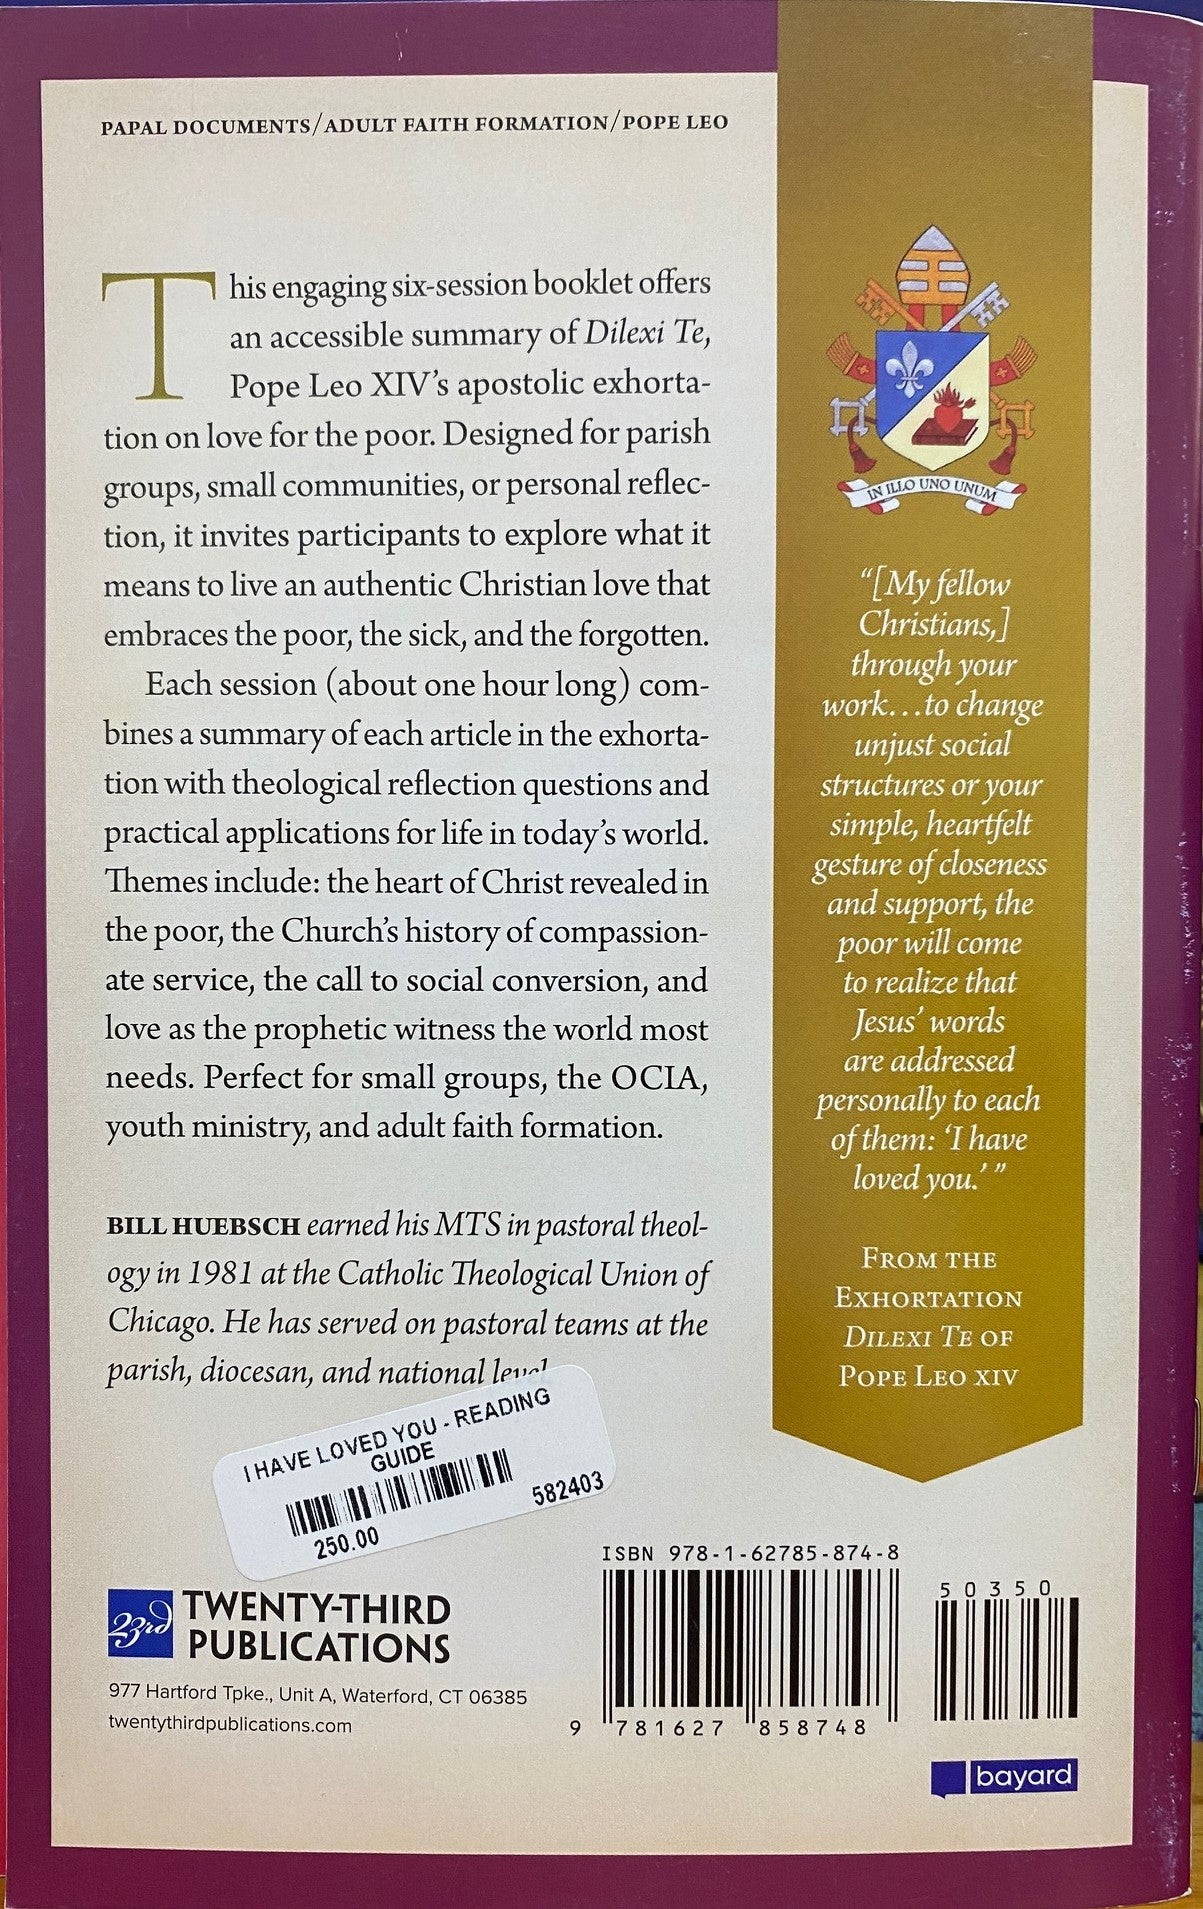 PAPAL DOCUMENTS/ADULT FAITH FORMATION/POPE LEO
This engaging six-session booklet offers
an accessible summary of Dilexi Te,
Pope Leo XIV's apostolic exhorta-
tion on love for the poor. Designed for parish
groups, small communities, or personal reflec-
tion, it invites participants to explore what it
means to live an authentic Christian love that
embraces the poor, the sick, and the forgotten.
Each session (about one hour long) com-
bines a summary of each article in the exhorta-
tion with theological reflection questions and
practical applications for life in today's world.
Themes include: the heart of Christ revealed in
the poor, the Church's history of compassion-
ate service, the call to social conversion, and
love as the prophetic witness the world most
needs. Perfect for small groups, the OCIA,
youth ministry, and adult faith formation.
BILL HUEBSCH earned his MTS in pastoral theol-
ogy in 1981 at the Catholic Theological Union of
Chicago. He has served on pastoral teams at the
parish, diocesan, and national level
I HAVE LOVED YOU - READING
GUIDE
582403
250.00
23rd
TWENTY-THIRD
PUBLICATIONS
977 Hartford Tpke., Unit A, Waterford, CT 06385
twentythirdpublications.com
IN ILLO UNO UNUM
“[My fellow
Christians,]
through your
work…to change
unjust social
structures or your
simple, heartfelt
gesture of closeness
and support, the
poor will come
to realize that
Jesus’ words
are addressed
personally to each
of them: ‘I have
loved you.’ ”
FROM THE
EXHORTATION
DILEXI TE OF
POPE LEO XIV
ISBN 978-1-62785-874-8
50350
9 781627 858748
bayard